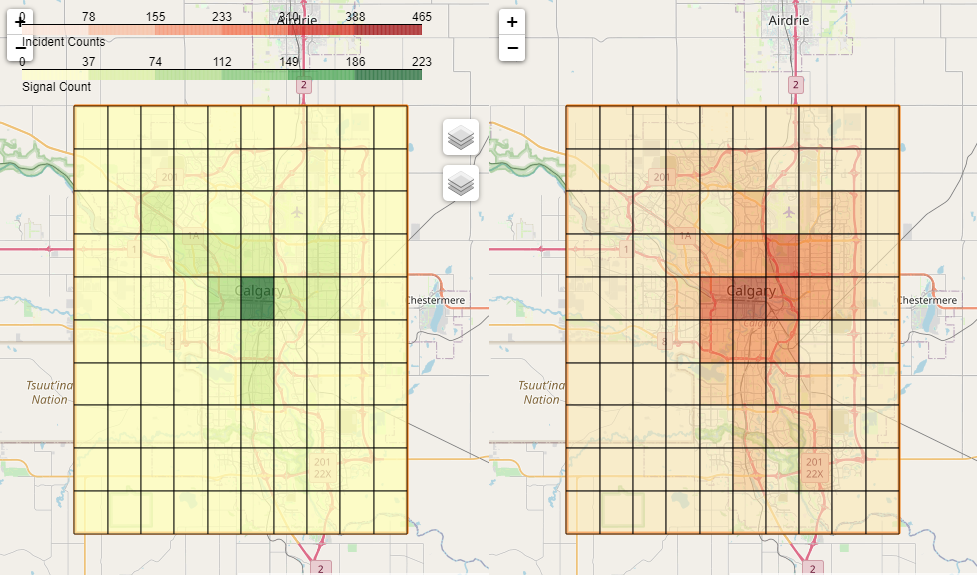 +
0 78 155 233 310 388 465
Airdrie
Incident Counts
−
0 37 74 112 149 186 223
Signal Count
2
201
1A
1
Calgary
Chestermere
Tsuut'ina
Nation
201
22X
2
+
−
Airdrie
2
201
1A
1
Calgary
Calgary
Chestermere
8
Tsuut'ina
Nation
201
22X
2